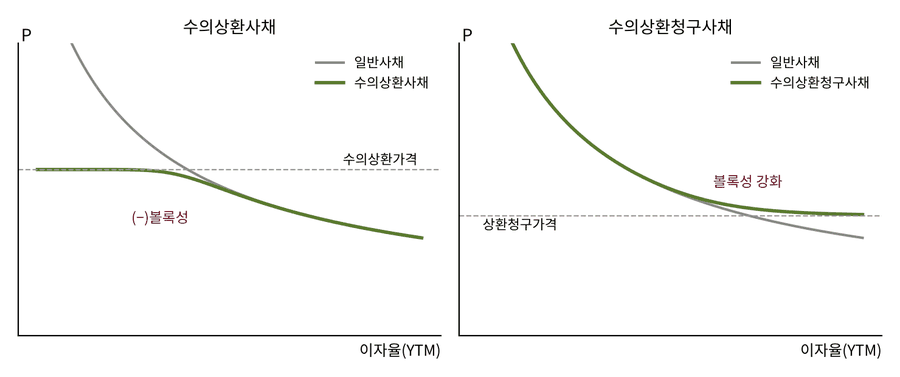 수의상환사채
P
일반사채
수의상환사채
수의상환가격
(−)볼록성
이자율(YTM)
수의상환청구사채
P
일반사채
수의상환청구사채
볼록성 강화
상환청구가격
이자율(YTM)